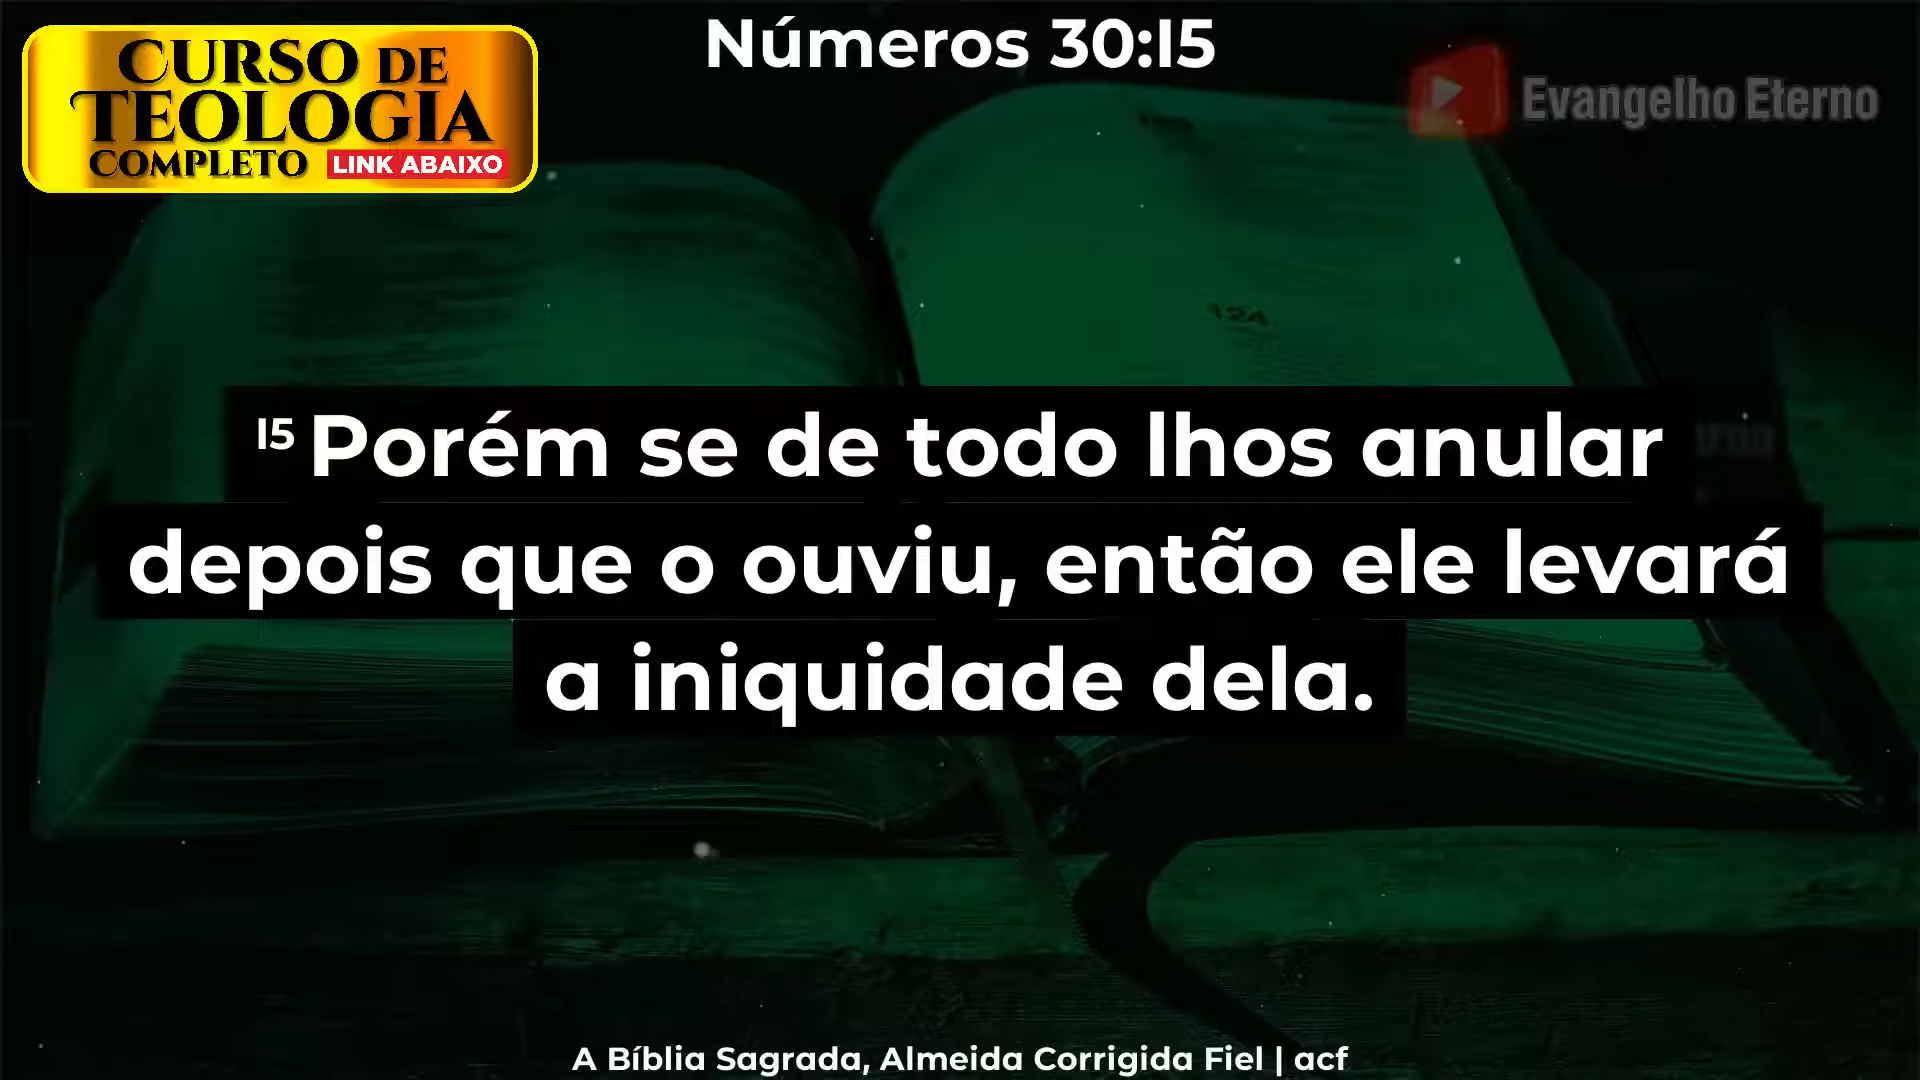 Números 30:15
CURSO DE
TEOLOGIA
COMPLETO LINK ABAIXO
Evangelho Eterno
124
15 Porém se de todo lhos anular
depois que o ouviu, então ele levará
a iniquidade dela.
A Bíblia Sagrada, Almeida Corrigida Fiel | acf